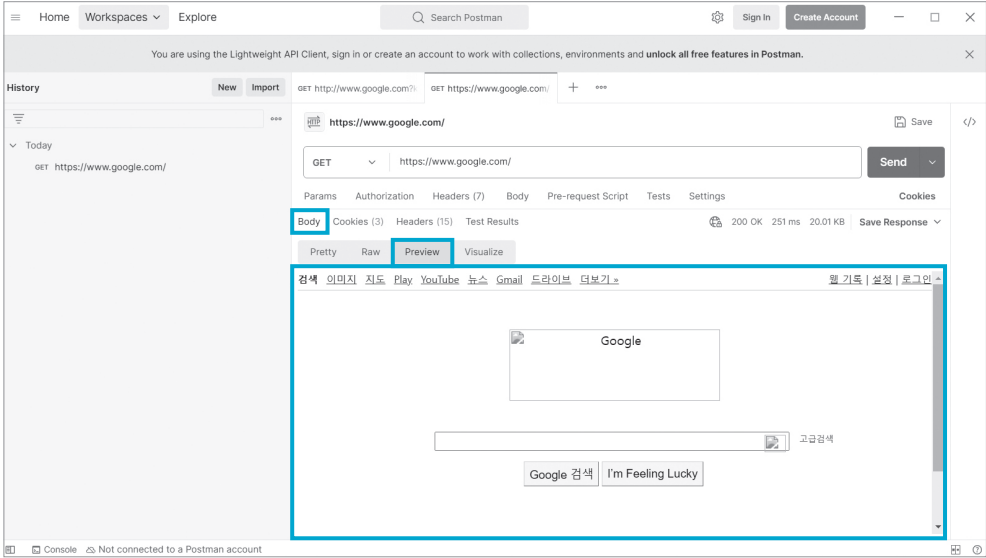 Home Workspaces Explore Search Postman Sign In Create Account
You are using the Lightweight API Client, sign in or create an account to work with collections, environments and unlock all free features in Postman.
History New Import GET http://www.google.com?i GET https://www.google.com/
HTTP https://www.google.com/ Save </>
Today
GET https://www.google.com/
GET https://www.google.com/ Send
Params Authorization Headers (7) Body Pre-request Script Tests Settings Cookies
Body Cookies (3) Headers (15) Test Results 200 OK 251 ms 20.01 KB Save Response
Pretty Raw Preview Visualize
검색 이미지 지도 Play YouTube 뉴스 Gmail 드라이브 더보기 » 웹 기록 | 설정 | 로그인
Google
고급검색
Google 검색 I'm Feeling Lucky
Console Not connected to a Postman account